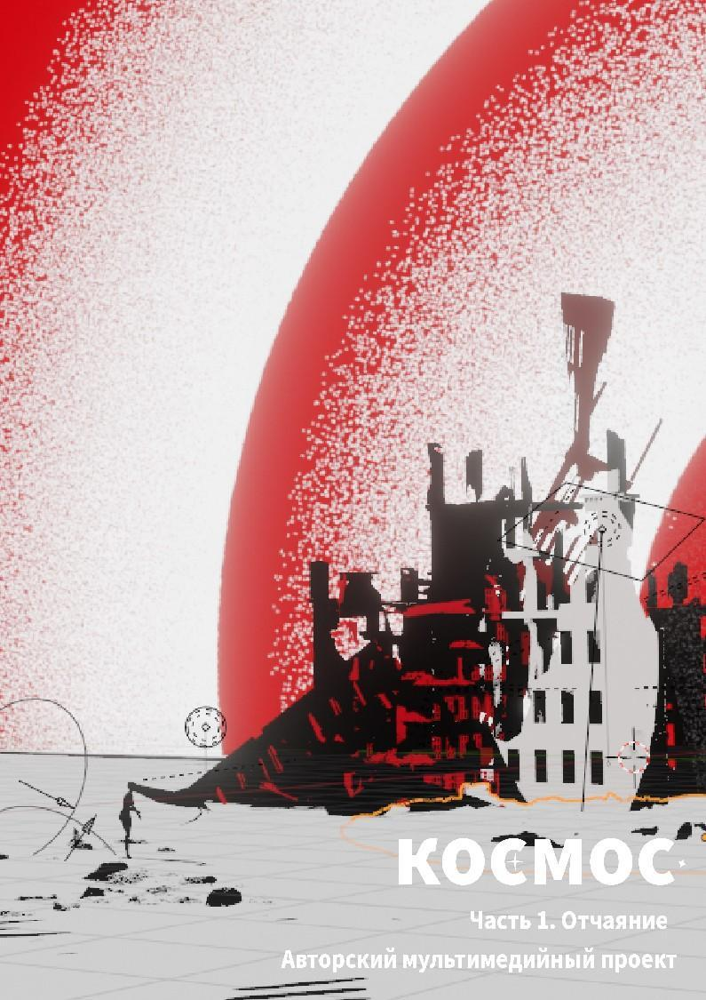 КОСМОС
Часть 1. Отчаяние
Авторский мультимедийный проект